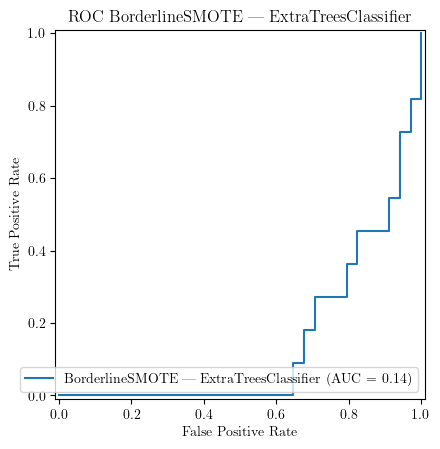 ROC BorderlineSMOTE — ExtraTreesClassifier
1.0
0.8
0.6
0.4
0.2
0.0
True Positive Rate
BorderlineSMOTE — ExtraTreesClassifier (AUC = 0.14)
0.0 0.2 0.4 0.6 0.8 1.0
False Positive Rate